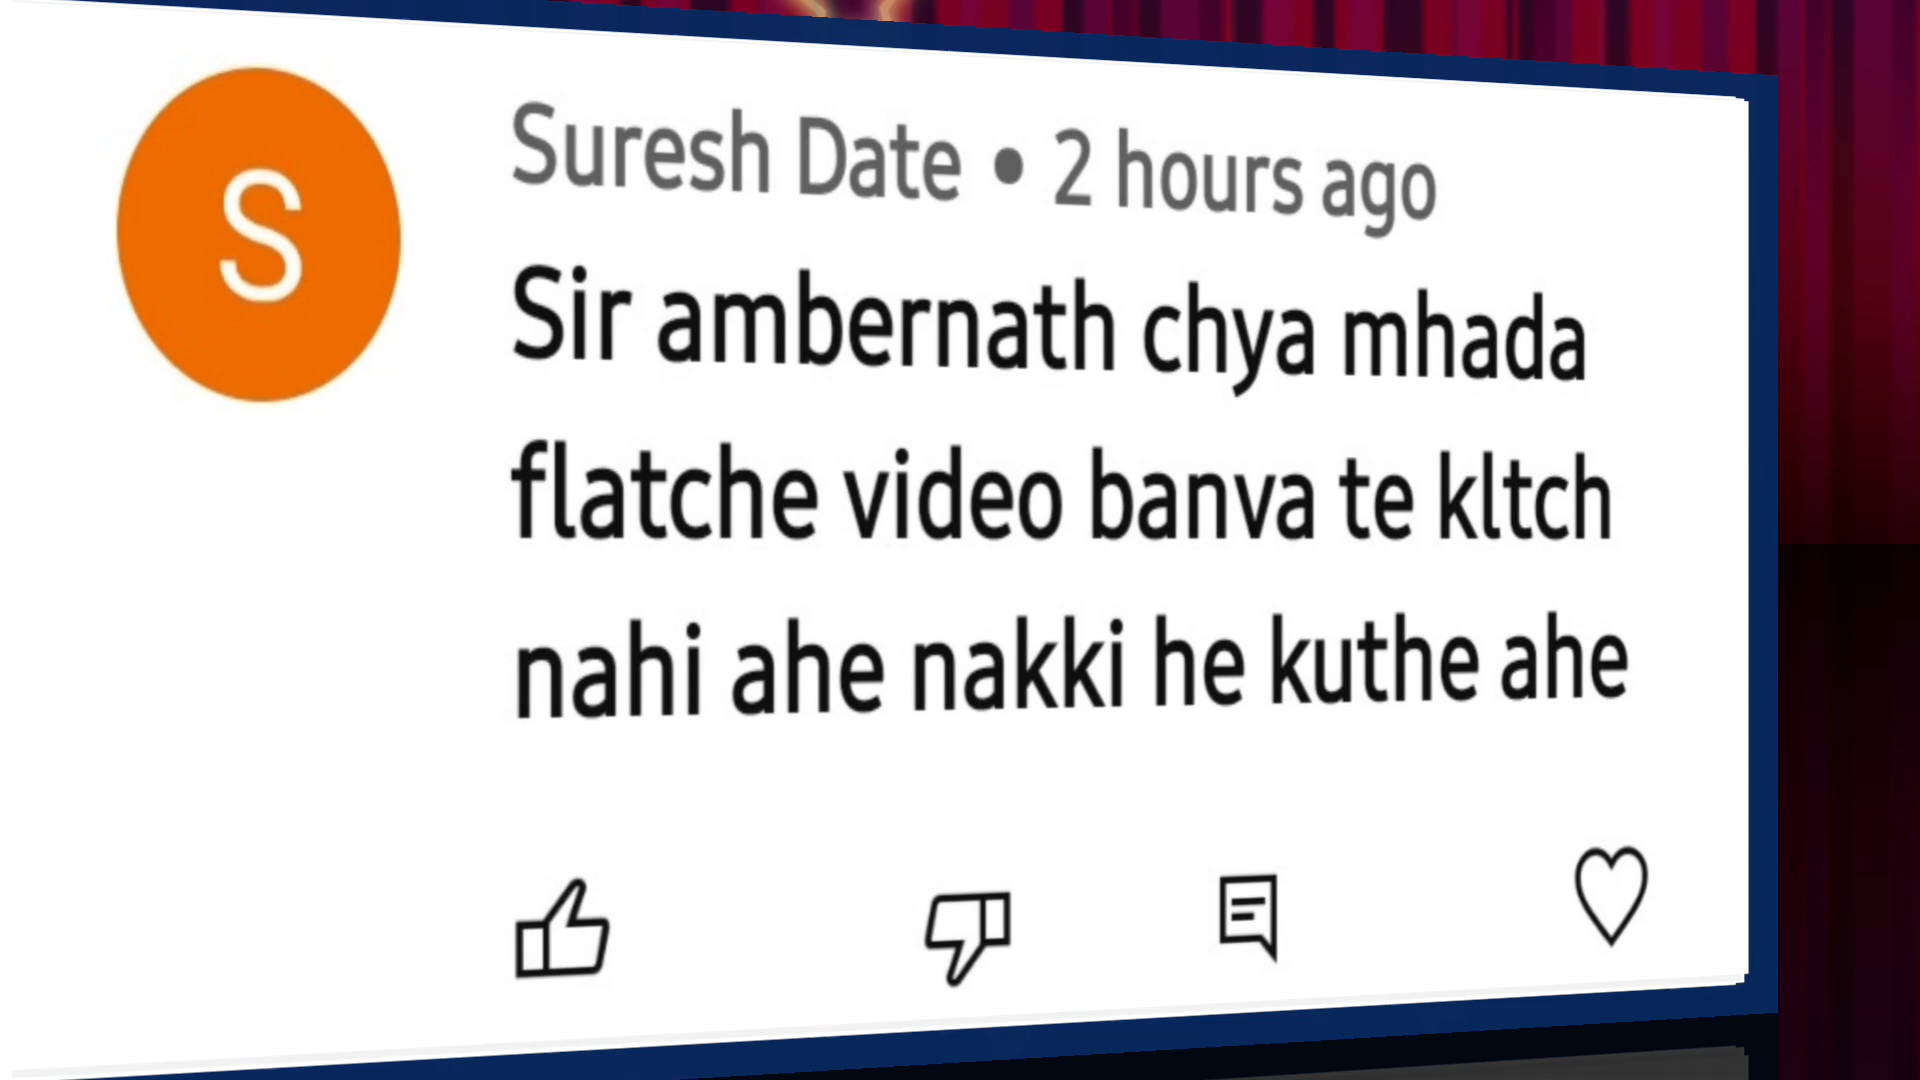 S
Suresh Date • 2 hours ago
Sir ambernath chya mhada
flatche video banva te kltch
nahi ahe nakki he kuthe ahe